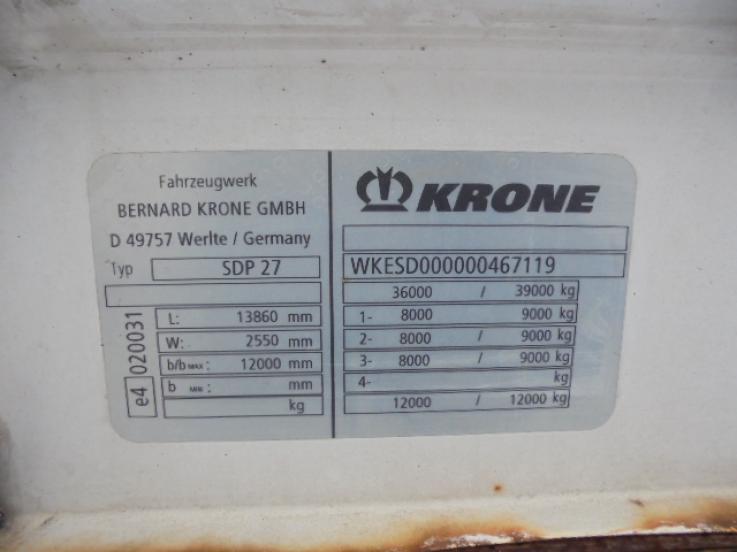 Fahrzeugwerk
BERNARD KRONE GMBH
D 49757 Werlte / Germany
Typ SDP 27
e4 020031
L: 13860 mm
W: 2550 mm
b/b MAX: 12000 mm
b MIN: mm
kg
KRONE
WKESD000000467119
36000 / 39000 kg
1- 8000 9000 kg
2- 8000 / 9000 kg
3- 8000 / 9000 kg
4- kg
12000 / 12000 kg